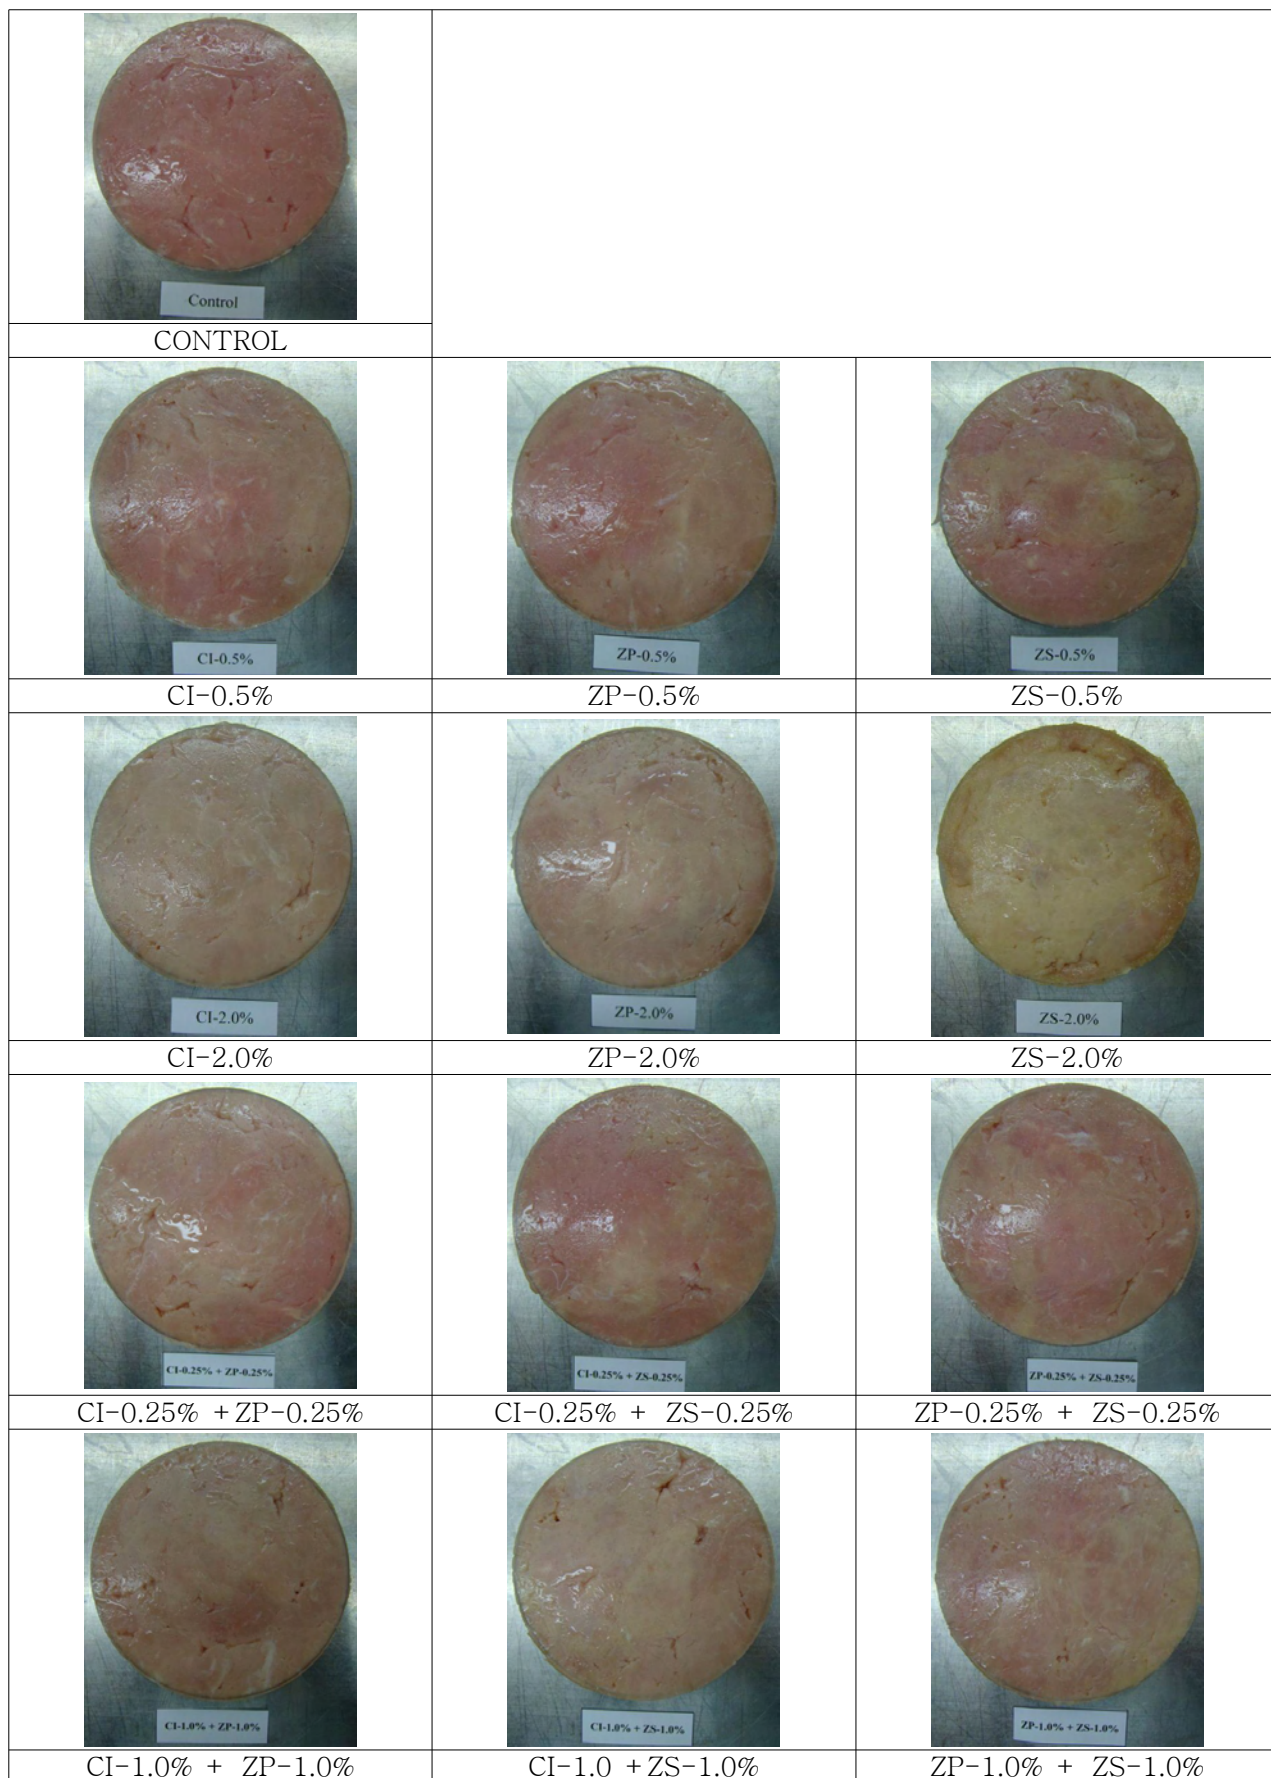 Control
CONTROL
CI-0.5%
ZP-0.5%
ZS-0.5%
CI-0.5%
ZP-0.5%
ZS-0.5%
CI-2.0%
ZP-2.0%
ZS-2.0%
CI-2.0%
ZP-2.0%
ZS-2.0%
CI-0.25% + ZP-0.25%
CI-0.25% + ZS-0.25%
ZP-0.25% + ZS-0.25%
CI-0.25% + ZP-0.25%
CI-0.25% + ZS-0.25%
ZP-0.25% + ZS-0.25%
CI-1.0% + ZP-1.0%
CI-1.0% + ZS-1.0%
ZP-1.0% + ZS-1.0%
CI-1.0% + ZP-1.0%
CI-1.0 + ZS-1.0%
ZP-1.0% + ZS-1.0%